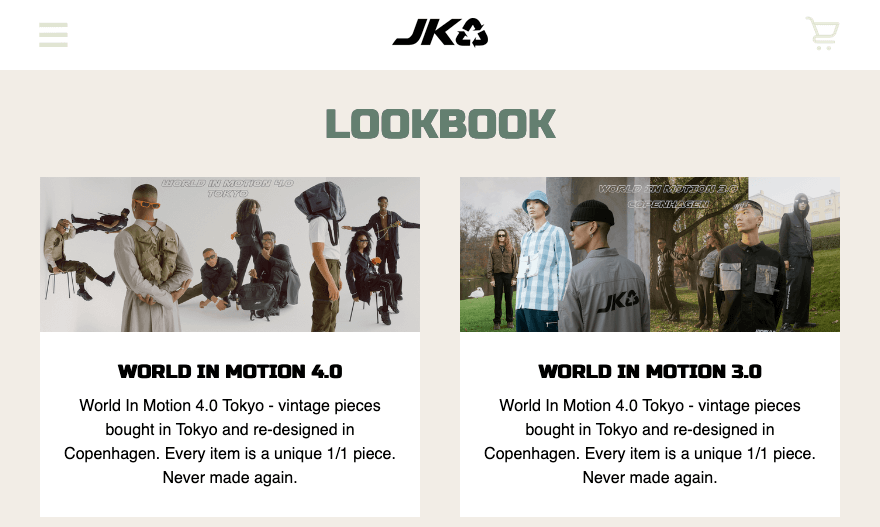 JK
LOOKBOOK
WORLD IN MOTION 4.0
TOKYO
WORLD IN MOTION 3.0
COPENHAGEN
JK
WORLD IN MOTION 4.0
World In Motion 4.0 Tokyo - vintage pieces
bought in Tokyo and re-designed in
Copenhagen. Every item is a unique 1/1 piece.
Never made again.
WORLD IN MOTION 3.0
World In Motion 4.0 Tokyo - vintage pieces
bought in Tokyo and re-designed in
Copenhagen. Every item is a unique 1/1 piece.
Never made again.